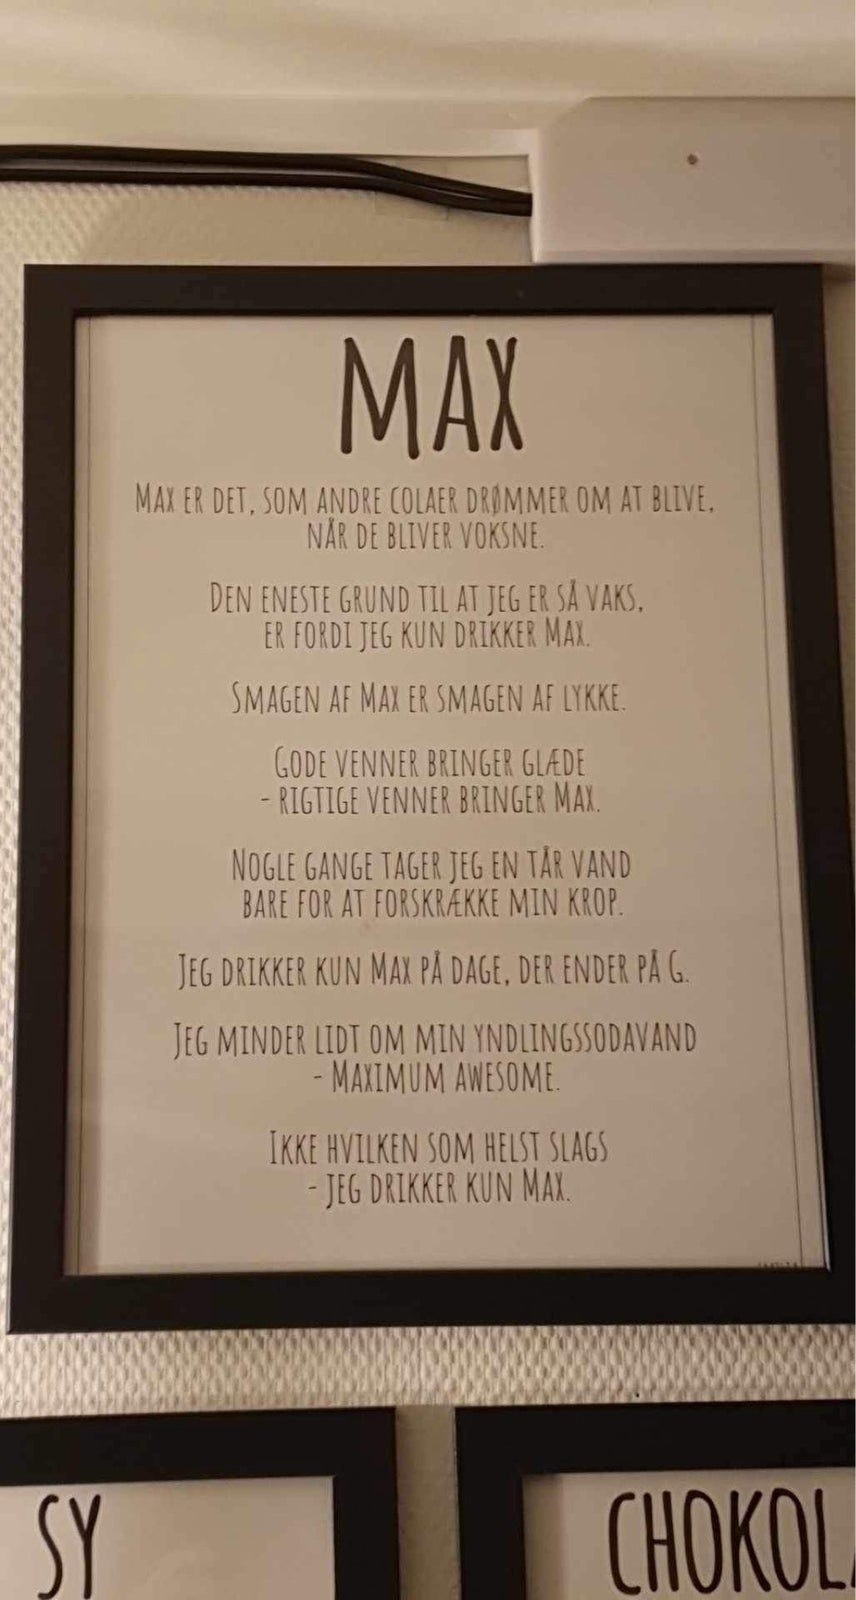 MAX
MAX ER DET, SOM ANDRE COLAER DRØMMER OM AT BLIVE,
NÅR DE BLIVER VOKSNE.
DEN ENESTE GRUND TIL AT JEG ER SÅ VAKS,
ER FORDI JEG KUN DRIKKER MAX.
SMAGEN AF MAX ER SMAGEN AF LYKKE.
GODE VENNER BRINGER GLÆDE
- RIGTIGE VENNER BRINGER MAX.
NOGLE GANGE TAGER JEG EN TÅR VAND
BARE FOR AT FORSKRÆKKE MIN KROP.
JEG DRIKKER KUN MAX PÅ DAGE, DER ENDER PÅ G.
JEG MINDER LIDT OM MIN YNDLINGSSODAVAND
- MAXIMUM AWESOME.
IKKE HVILKEN SOM HELST SLAGS
- JEG DRIKKER KUN MAX.
SY
CHOKOL